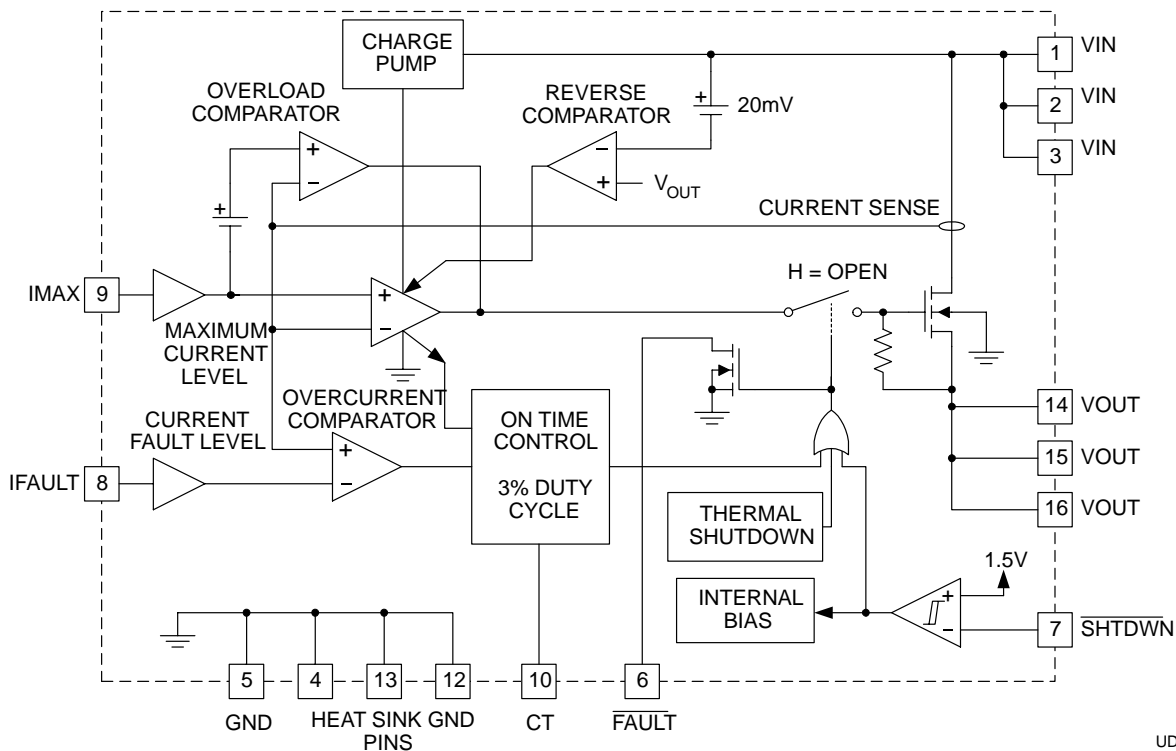 CHARGE
PUMP
1 VIN
OVERLOAD
COMPARATOR
REVERSE
COMPARATOR
+
20mV
2 VIN
+
−
−
+
VOUT
3 VIN
+
CURRENT SENSE
IMAX 9
H = OPEN
+
−
MAXIMUM
CURRENT
LEVEL
OVERCURRENT
COMPARATOR
CURRENT
FAULT LEVEL
ON TIME
CONTROL
3% DUTY
CYCLE
14 VOUT
+
−
15 VOUT
IFAULT 8
16 VOUT
THERMAL
SHUTDOWN
1.5V
INTERNAL
BIAS
+
−
7 SHTDWN
5
4
13
12
10
6
GND
HEAT SINK
PINS
GND
CT
FAULT
UD